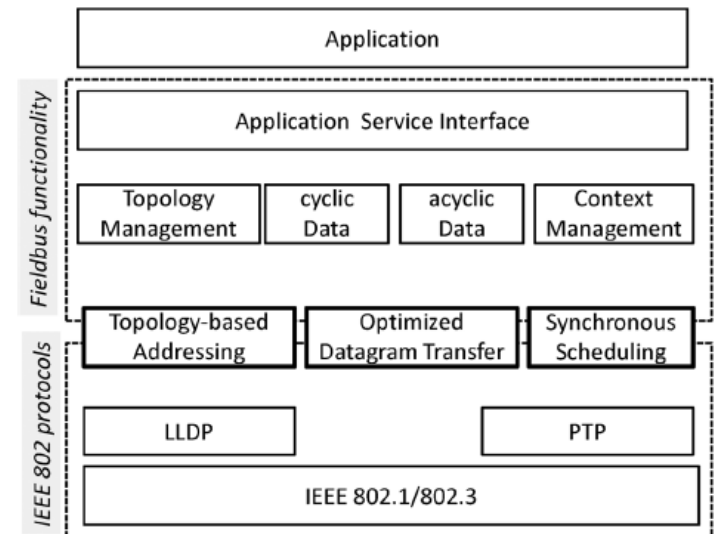 Application
Fieldbus functionality
Application Service Interface
Topology
Management
cyclic
Data
acyclic
Data
Context
Management
Topology-based
Addressing
Optimized
Datagram Transfer
Synchronous
Scheduling
IEEE 802 protocols
LLDP
PTP
IEEE 802.1/802.3